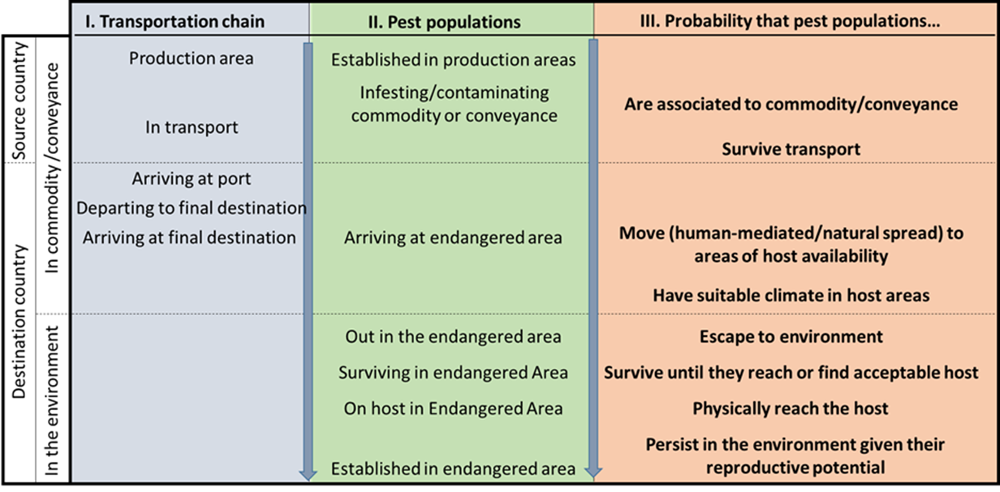 I. Transportation chain
II. Pest populations
III. Probability that pest populations…
Source country
Destination country
In commodity/conveyance
In the environment
Production area
In transport
Arriving at port
Departing to final destination
Arriving at final destination
Established in production areas
Infesting/contaminating
commodity or conveyance
Arriving at endangered area
Out in the endangered area
Surviving in endangered Area
On host in Endangered Area
Established in endangered area
Are associated to commodity/conveyance
Survive transport
Move (human-mediated/natural spread) to
areas of host availability
Have suitable climate in host areas
Escape to environment
Survive until they reach or find acceptable host
Physically reach the host
Persist in the environment given their
reproductive potential